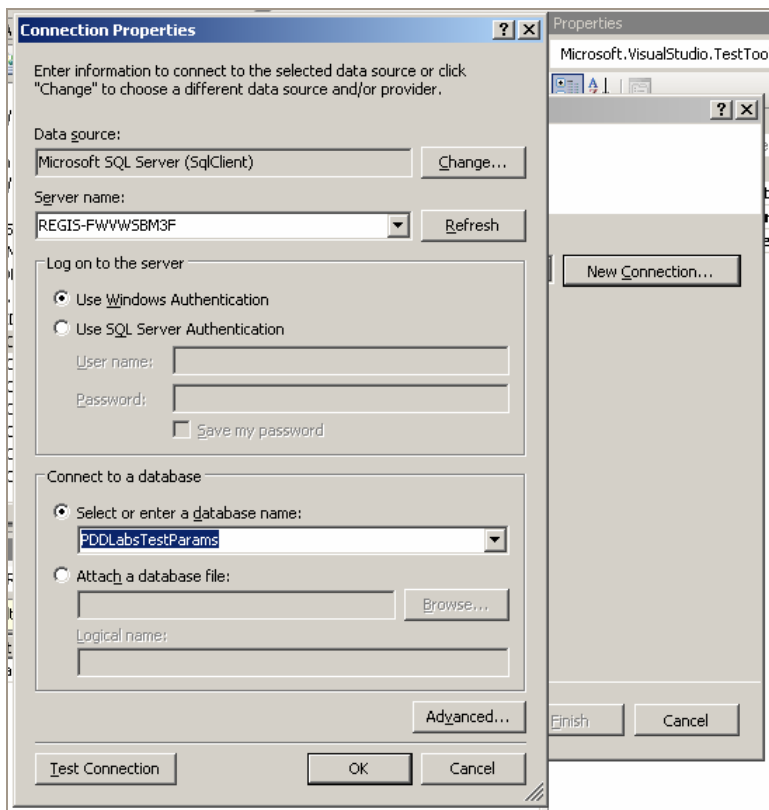 Connection Properties
Enter information to connect to the selected data source or click
"Change" to choose a different data source and/or provider.
Data source:
Microsoft SQL Server (SqlClient)
Change...
Server name:
REGIS-FWVWSBM3F
Refresh
Log on to the server
Use Windows Authentication
Use SQL Server Authentication
User name:
Password:
Save my password
Connect to a database
Select or enter a database name:
PDDLabsTestParams
Attach a database file:
Browse...
Logical name:
Advanced...
Test Connection
OK
Cancel
Properties
Microsoft.VisualStudio.TestToo
New Connection...
Finish
Cancel